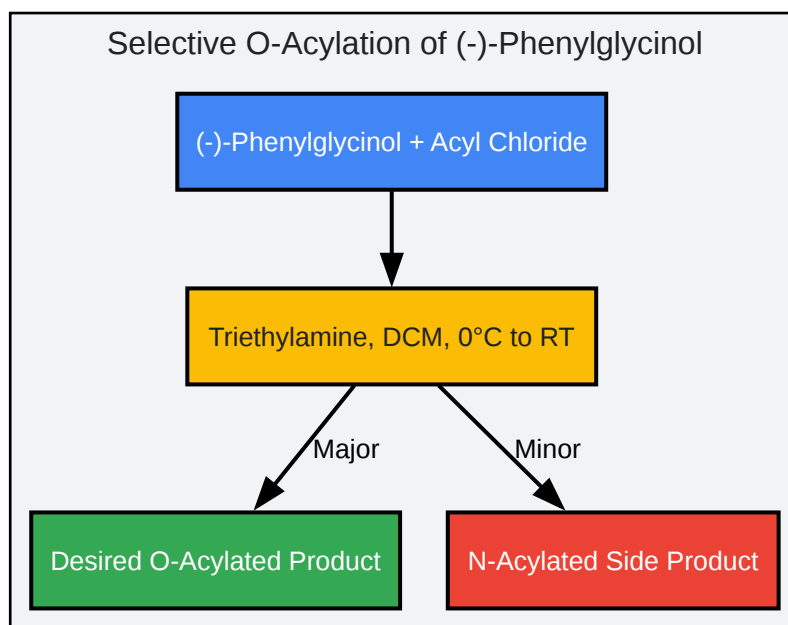 Selective O-Acylation of (-)-Phenylglycinol
(-)-Phenylglycinol + Acyl Chloride
Triethylamine, DCM, 0°C to RT
Major
Minor
Desired O-Acylated Product
N-Acylated Side Product